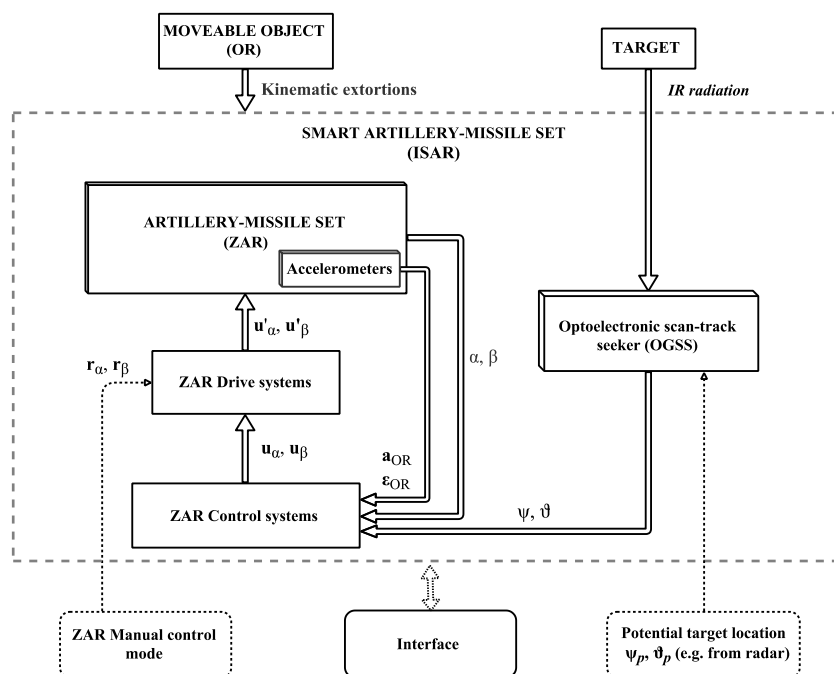 MOVEABLE OBJECT
(OR)
TARGET
Kinematic extortions
IR radiation
SMART ARTILLERY-MISSILE SET
(ISAR)
ARTILLERY-MISSILE SET
(ZAR)
Accelerometers
Optoelectronic scan-track
seeker (OGSS)
u'α, u'β
α, β
rα, rβ
ZAR Drive systems
uα, uβ
aOR
εOR
ZAR Control systems
ψ, ϑ
ZAR Manual control
mode
Interface
Potential target location
ψp, ϑp (e.g. from radar)